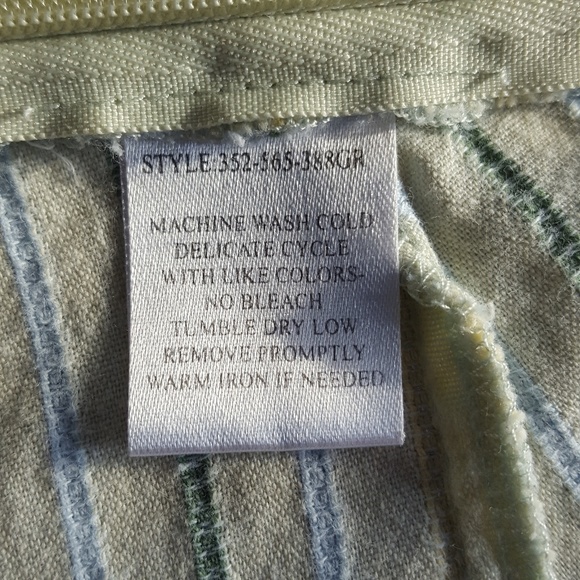 STYLE:352-565-388GR
MACHINE WASH COLD
DELICATE CYCLE
WITH LIKE COLORS-
NO BLEACH
TUMBLE DRY LOW
REMOVE PROMPTLY
WARM IRON IF NEEDED